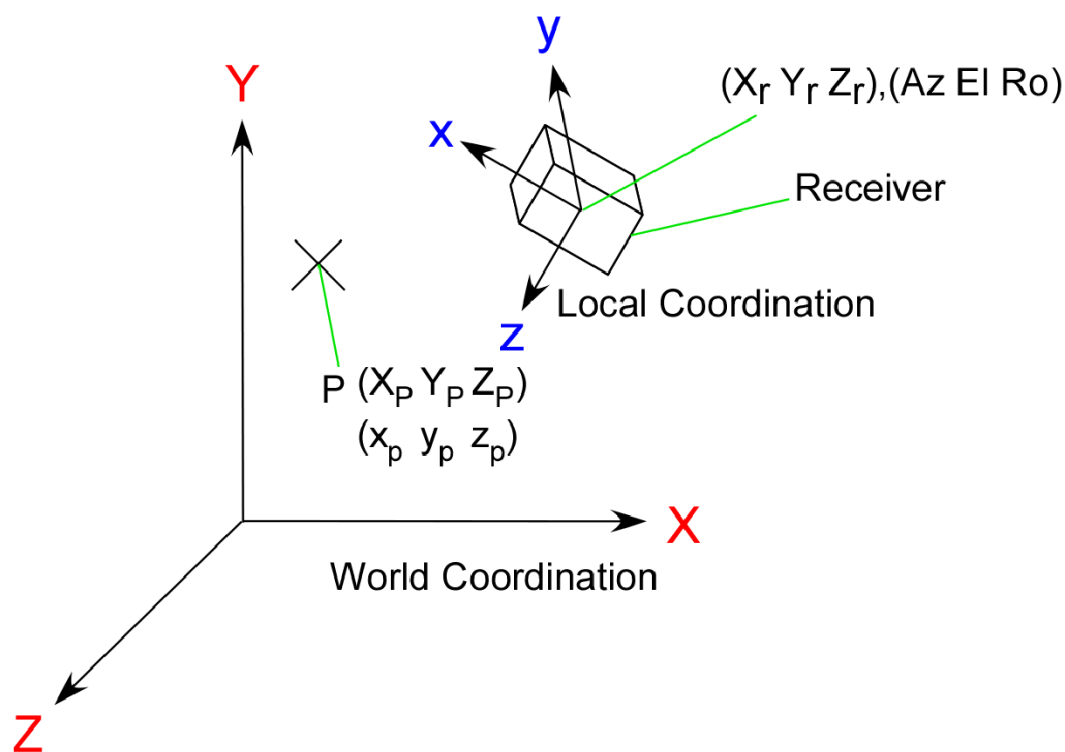 y
Y
(Xr Yr Zr),(Az El Ro)
x
Receiver
Local Coordination
z
P (XP YP ZP)
(xp yp zp)
X
World Coordination
Z